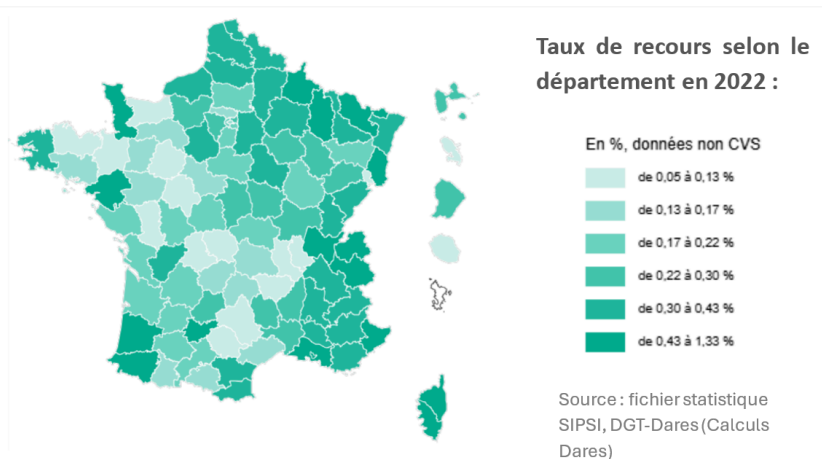 Taux de recours selon le
département en 2022 :
En %, données non CVS
de 0,05 à 0,13 %
de 0,13 à 0,17 %
de 0,17 à 0,22 %
de 0,22 à 0,30 %
de 0,30 à 0,43 %
de 0,43 à 1,33 %
Source : fichier statistique
SIPSI, DGT-Dares (Calculs
Dares)